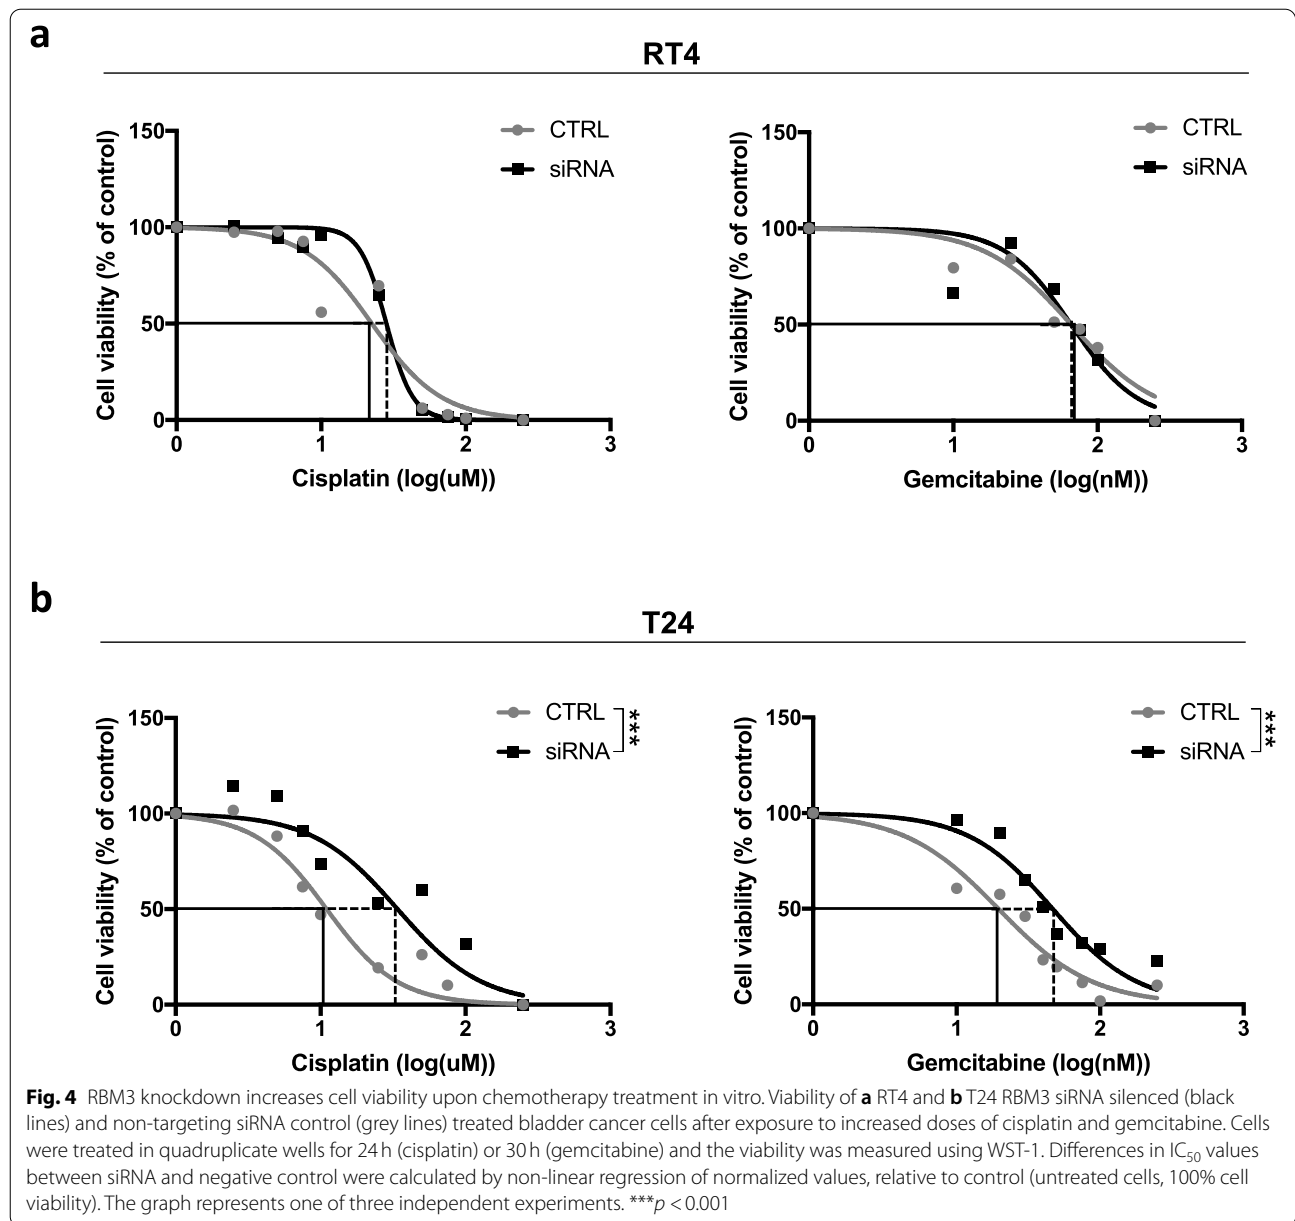 a
RT4
150
100
50
0
0 1 2 3
Cell viability (% of control)
Cisplatin (log(uM))
CTRL
siRNA
150
100
50
0
0 1 2 3
Cell viability (% of control)
Gemcitabine (log(nM))
CTRL
siRNA
b
T24
150
100
50
0
0 1 2 3
Cell viability (% of control)
Cisplatin (log(uM))
CTRL
siRNA
***
150
100
50
0
0 1 2 3
Cell viability (% of control)
Gemcitabine (log(nM))
CTRL
siRNA
***
Fig. 4 RBM3 knockdown increases cell viability upon chemotherapy treatment in vitro. Viability of a RT4 and b T24 RBM3 siRNA silenced (black
lines) and non-targeting siRNA control (grey lines) treated bladder cancer cells after exposure to increased doses of cisplatin and gemcitabine. Cells
were treated in quadruplicate wells for 24 h (cisplatin) or 30 h (gemcitabine) and the viability was measured using WST-1. Differences in IC50 values
between siRNA and negative control were calculated by non-linear regression of normalized values, relative to control (untreated cells, 100% cell
viability). The graph represents one of three independent experiments. ***p < 0.001